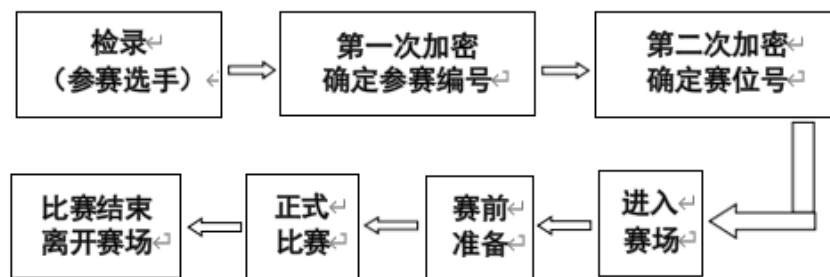 检录
（参赛选手）
第一次加密
确定参赛编号
第二次加密
确定赛位号
进入
赛场
赛前
准备
正式
比赛
比赛结束
离开赛场